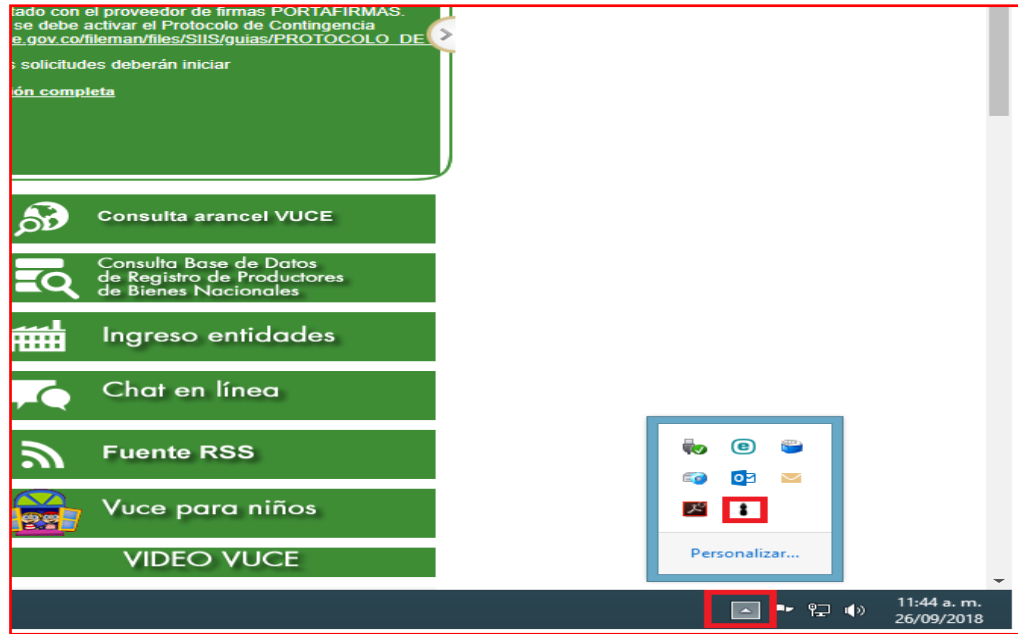 tado con el proveedor de firmas PORTAFIRMAS.
se debe activar el Protocolo de Contingencia
e.gov.co/fileman/files/SIIS/guias/PROTOCOLO_DE
s solicitudes deberán iniciar
ón completa
Consulta arancel VUCE
Consulta Base de Datos
de Registro de Productores
de Bienes Nacionales
Ingreso entidades
Chat en línea
Fuente RSS
Vuce para niños
VIDEO VUCE
Personalizar...
11:44 a. m.
26/09/2018